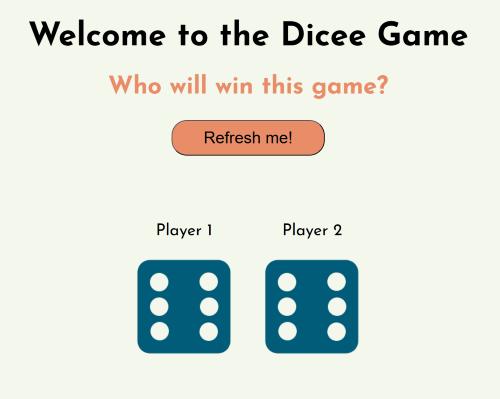 Welcome to the Dicee Game
Who will win this game?
Refresh me!
Player 1 Player 2